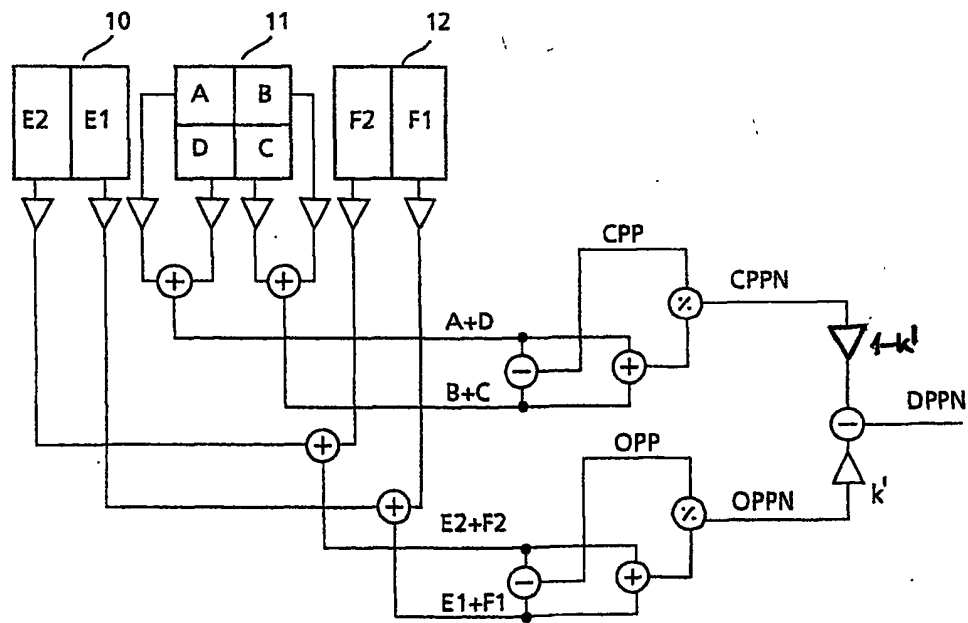 10 11 12
E2 E1 A B F2 F1
D C
CPP
CPPN
A+D
1-k'
B+C
DPPN
OPP
k'
OPPN
E2+F2
E1+F1